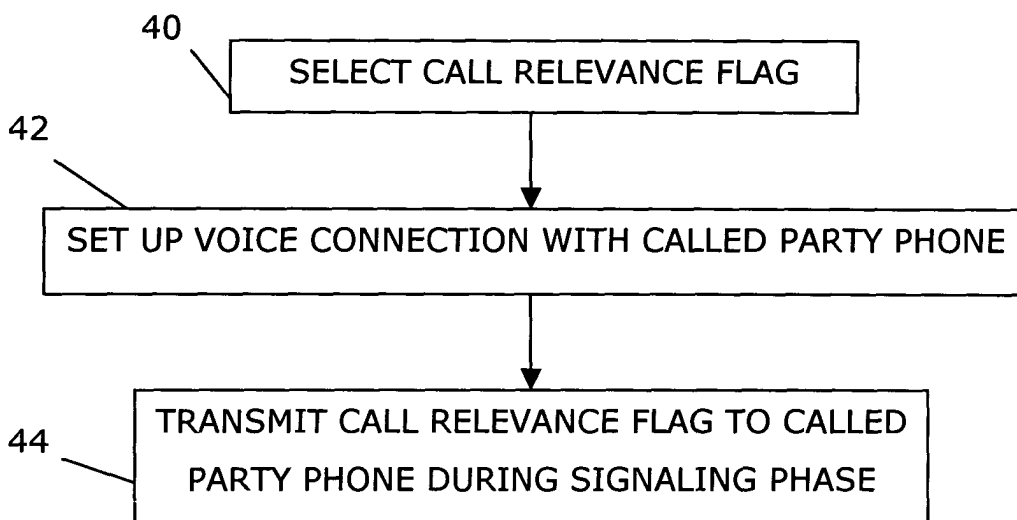 40
SELECT CALL RELEVANCE FLAG
42
SET UP VOICE CONNECTION WITH CALLED PARTY PHONE
44
TRANSMIT CALL RELEVANCE FLAG TO CALLED
PARTY PHONE DURING SIGNALING PHASE